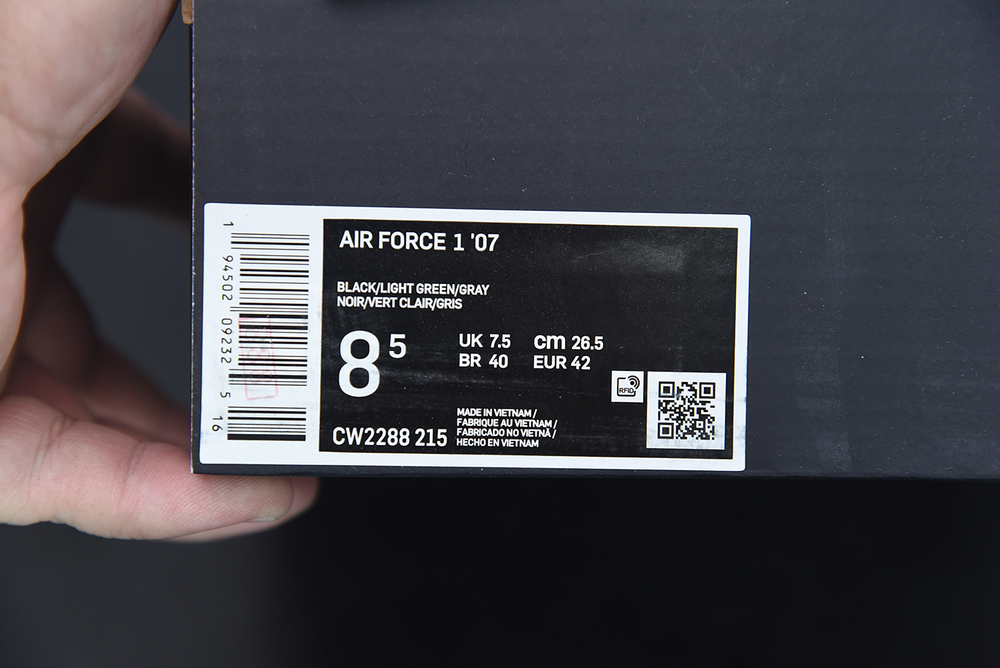 AIR FORCE 1 '07
BLACK/LIGHT GREEN/GRAY
NOIR/VERT CLAIR/GRIS
8 5
UK 7.5 cm 26.5
BR 40 EUR 42
RFID
MADE IN VIETNAM /
FABRIQUE AU VIETNAM /
FABRICADO NO VIETNÃ /
HECHO EN VIETNAM
CW2288 215
1 94502 09232 5 16